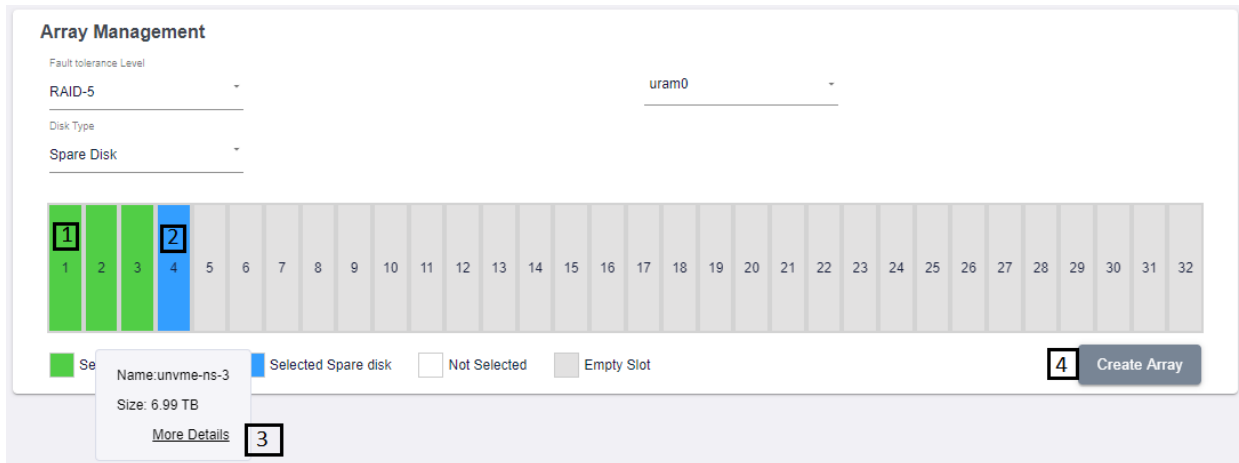 Array Management
Fault tolerance Level
RAID-5
uram0
Disk Type
Spare Disk
1 2
1 2 3 4 5 6 7 8 9 10 11 12 13 14 15 16 17 18 19 20 21 22 23 24 25 26 27 28 29 30 31 32
Se Selected Spare disk Not Selected Empty Slot 4 Create Array
Name:unvme-ns-3
Size: 6.99 TB
More Details 3